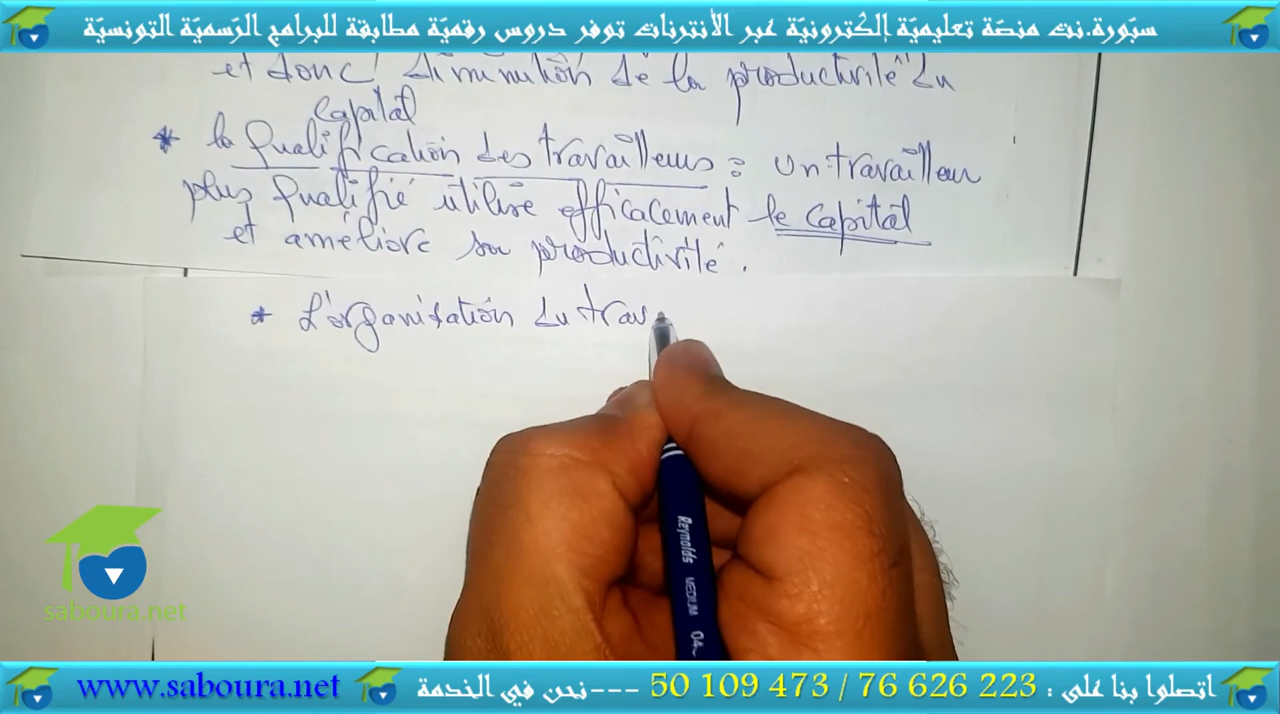 سبّورة.نت منصّة تعليميّة إلكترونيّة عبر الأنترنات توفر دروس رقميّة مطابقة للبرامج الرّسميّة التونسيّة
et donc diminution de la productivité du
capital
* la qualification des travailleurs : un travailleur
plus qualifié utilise efficacement le capital
et améliore sa productivité.
* L'organisation du trav
Reynolds MEDIUM 04
saboura.net
اتصلوا بنا على : 223 626 76 / 473 109 50 ---نحن في الخدمة www.saboura.net